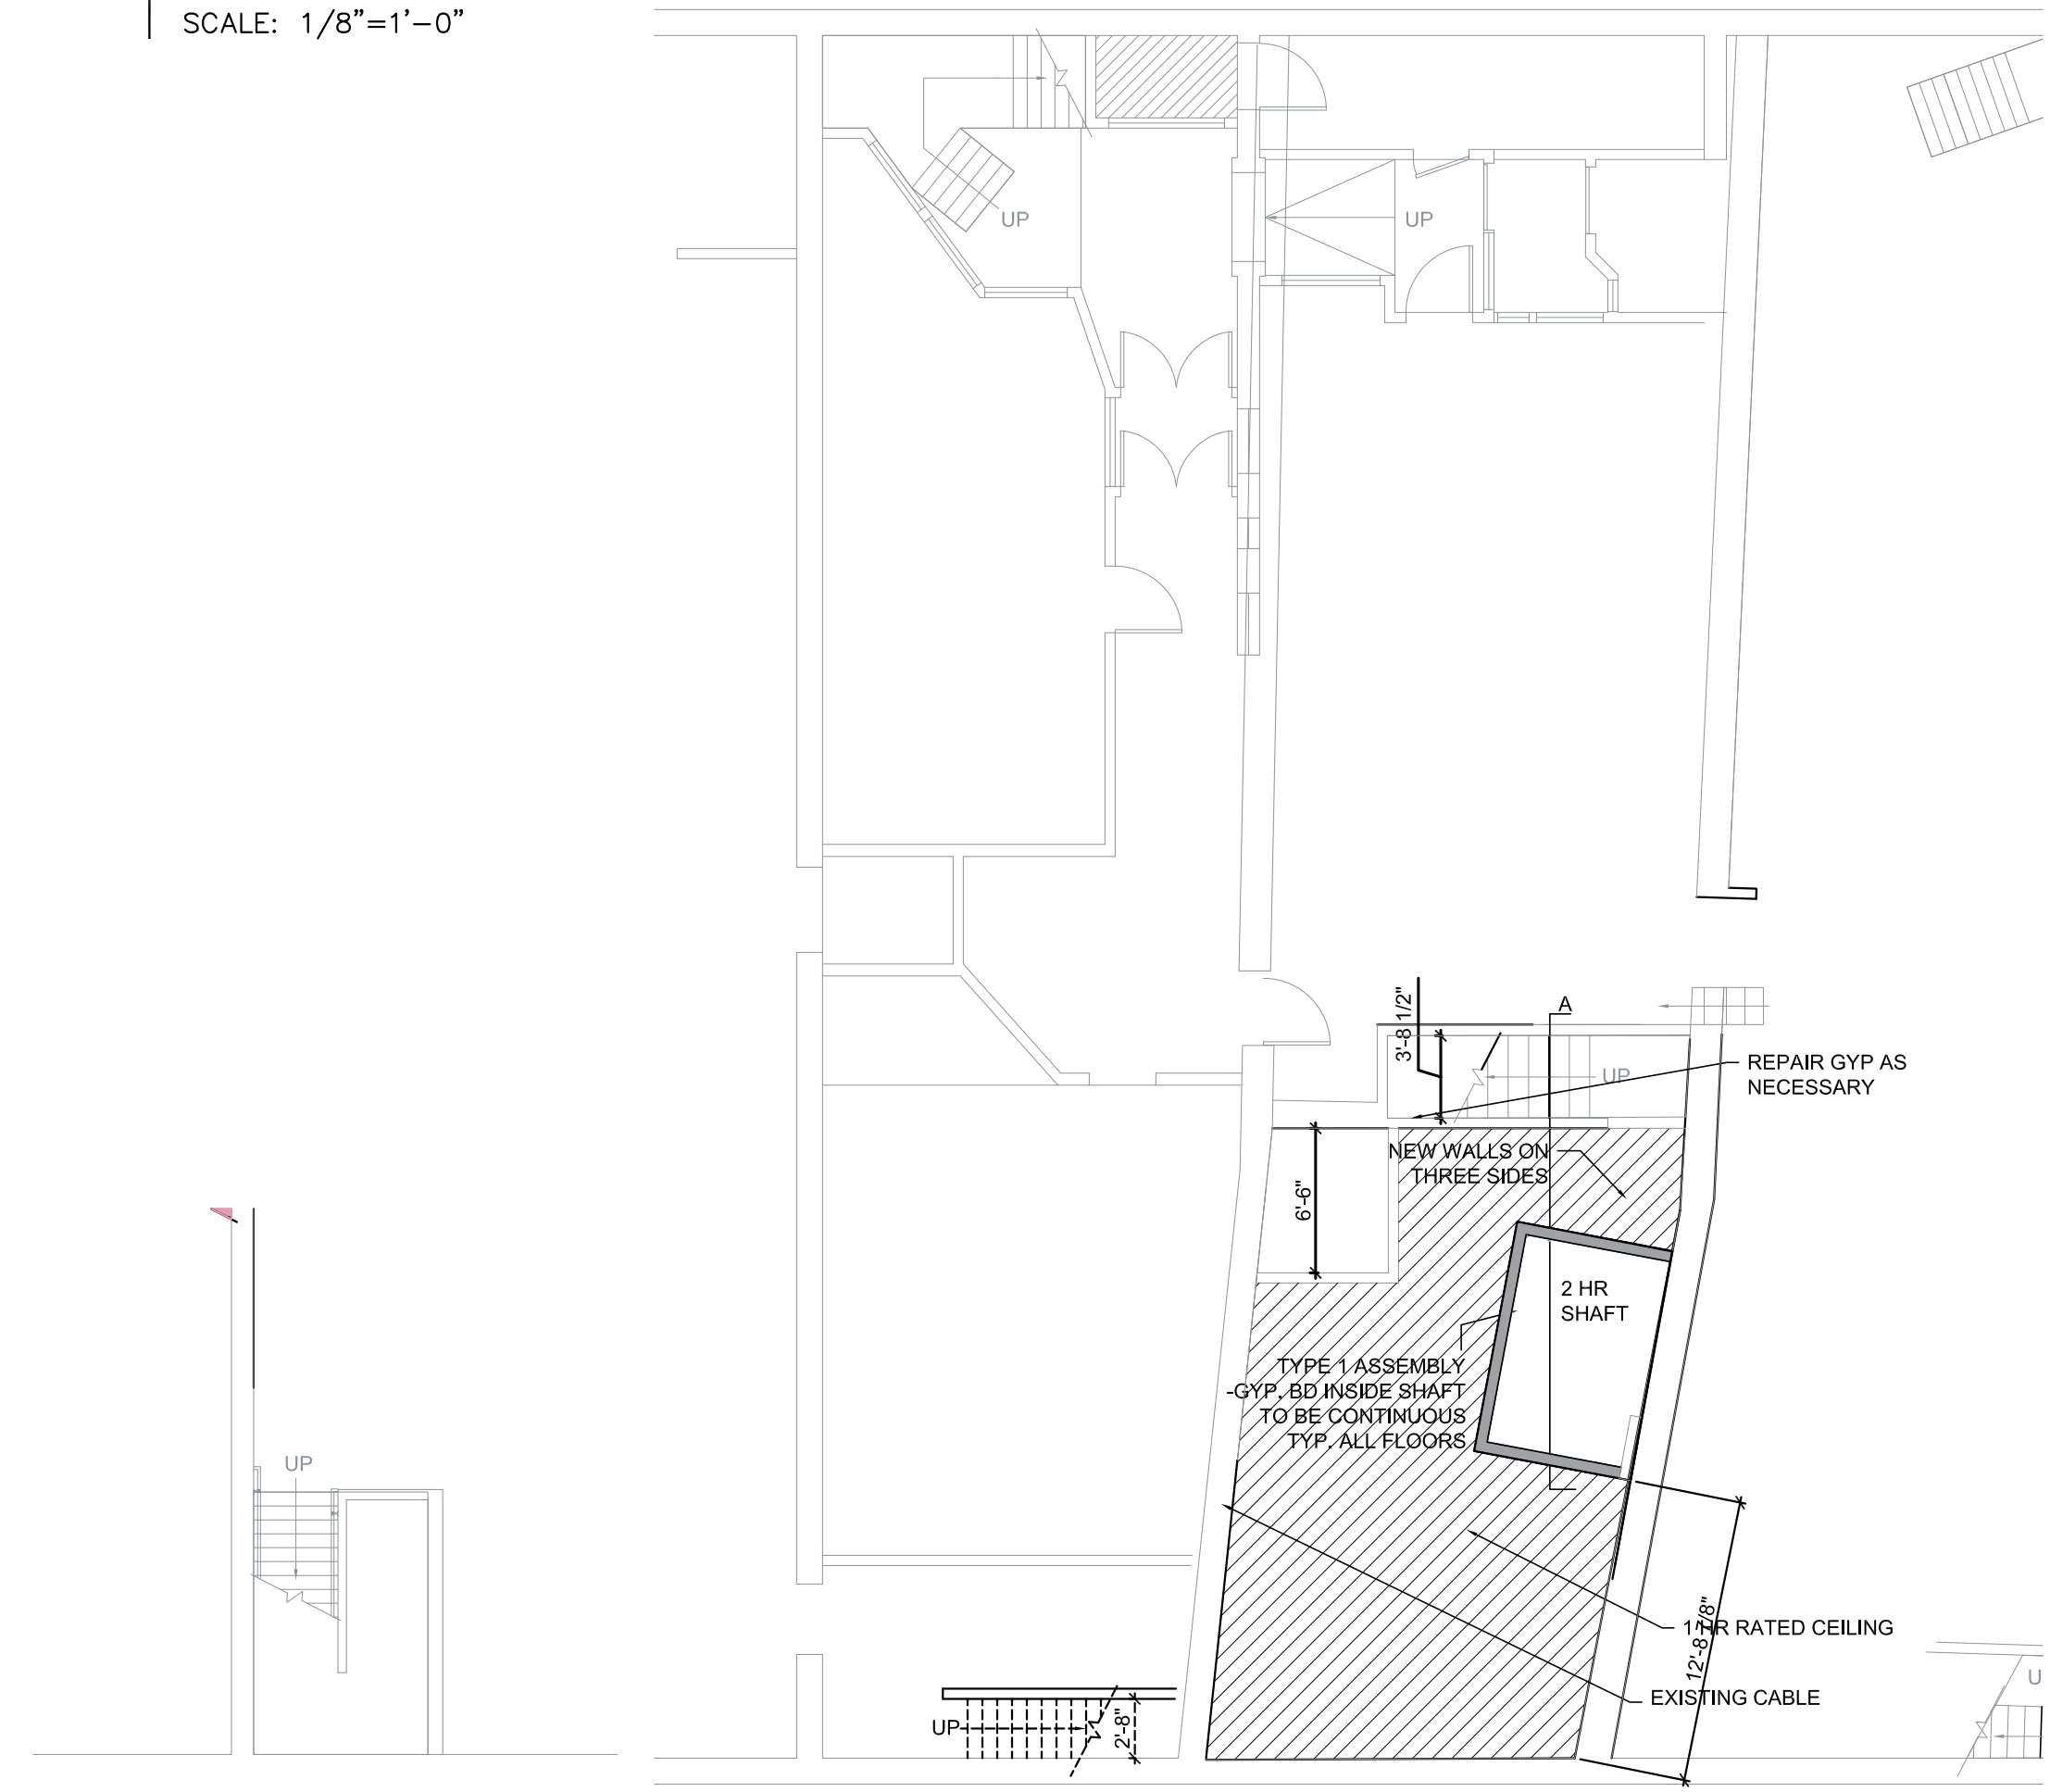 SCALE: 1/8"=1'-0"
UP
UP
3'-8 1/2"
A
UP
REPAIR GYP AS
NECESSARY
NEW WALLS ON
THREE SIDES
6'-6"
2 HR
SHAFT
TYPE 1 ASSEMBLY
-GYP. BD INSIDE SHAFT
TO BE CONTINUOUS
TYP. ALL FLOORS
UP
1 HR RATED CEILING
12'-8 7/8"
EXISTING CABLE
UP
2'-8"
U